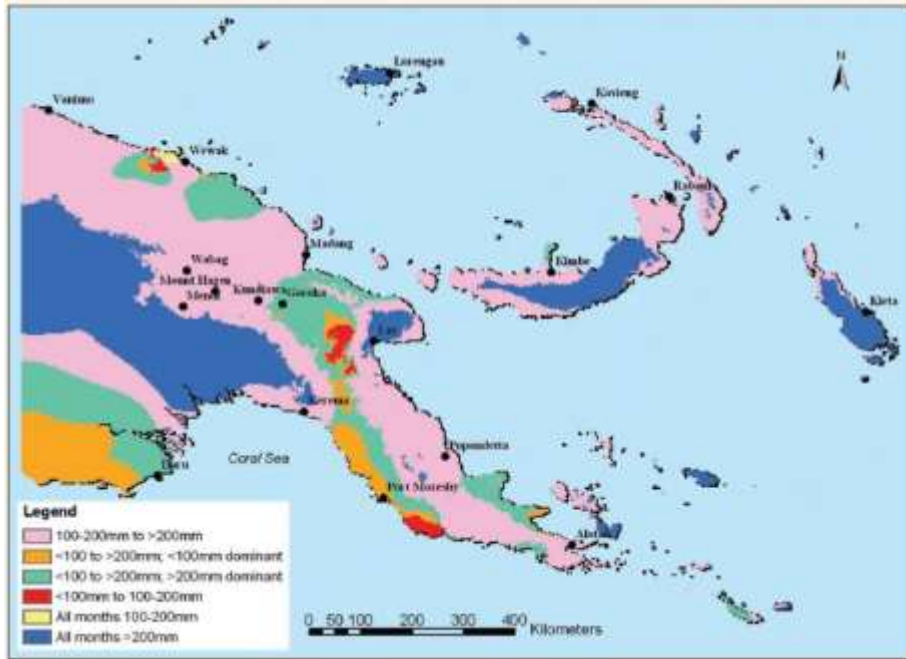 Lorengau
N
Kavieng
Vanimo
Wewak
Rabaul
Madang
Wabag
Kimbe
Mount Hagen
Mendi
Kundiawa
Goroka
Kieta
Lae
Kerema
Popondetta
Coral Sea
Daru
Port Moresby
Alotau
Legend
100-200mm to >200mm
<100 to >200mm; <100mm dominant
<100 to >200mm; >200mm dominant
<100mm to 100-200mm
All months 100-200mm
All months >200mm
0 50 100 200 300 400
Kilometers